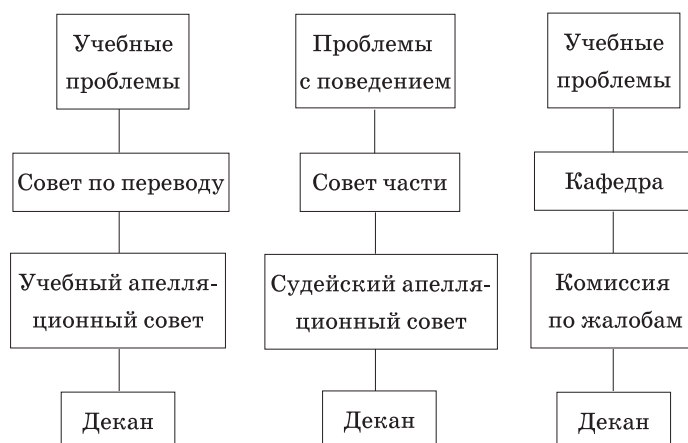 Учебные
проблемы
Совет по переводу
Учебный апелля-
ционный совет
Декан
Проблемы
с поведением
Совет части
Судейский апелля-
ционный совет
Декан
Учебные
проблемы
Кафедра
Комиссия
по жалобам
Декан